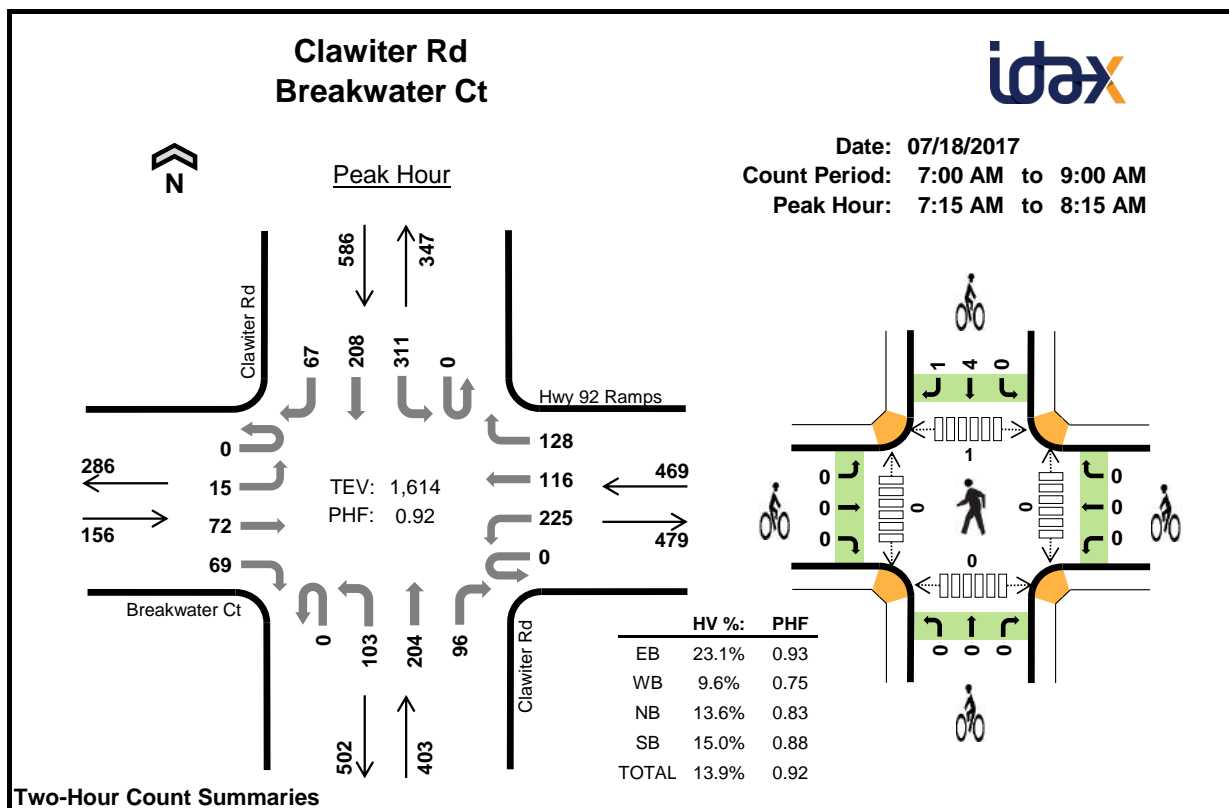 Clawiter Rd
Breakwater Ct
idax
Date: 07/18/2017
Count Period: 7:00 AM to 9:00 AM
Peak Hour: 7:15 AM to 8:15 AM
N
Peak Hour
586
347
Clawiter Rd
67
208
311
0
Hwy 92 Ramps
0
15
72
69
286
156
TEV: 1,614
PHF: 0.92
128
116
225
0
469
479
Breakwater Ct
0
103
204
96
Clawiter Rd
502
403
HV %: PHF
EB 23.1% 0.93
WB 9.6% 0.75
NB 13.6% 0.83
SB 15.0% 0.88
TOTAL 13.9% 0.92
1
4
0
1
0
0
0
0
0
0
0
0
0
0
0
0
Two-Hour Count Summaries